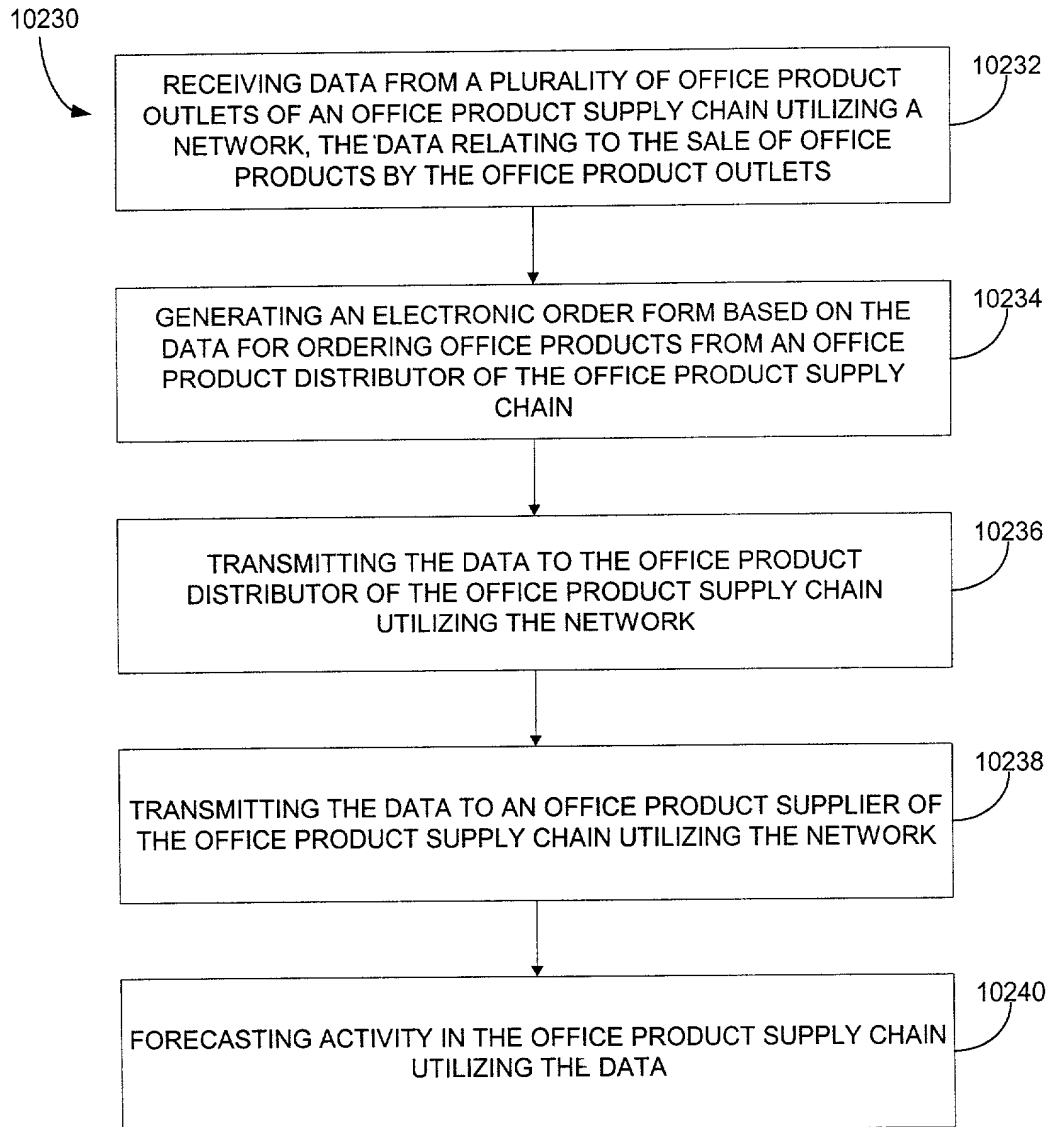 10230
RECEIVING DATA FROM A PLURALITY OF OFFICE PRODUCT
OUTLETS OF AN OFFICE PRODUCT SUPPLY CHAIN UTILIZING A
NETWORK, THE DATA RELATING TO THE SALE OF OFFICE
PRODUCTS BY THE OFFICE PRODUCT OUTLETS
10232
GENERATING AN ELECTRONIC ORDER FORM BASED ON THE
DATA FOR ORDERING OFFICE PRODUCTS FROM AN OFFICE
PRODUCT DISTRIBUTOR OF THE OFFICE PRODUCT SUPPLY
CHAIN
10234
TRANSMITTING THE DATA TO THE OFFICE PRODUCT
DISTRIBUTOR OF THE OFFICE PRODUCT SUPPLY CHAIN
UTILIZING THE NETWORK
10236
TRANSMITTING THE DATA TO AN OFFICE PRODUCT SUPPLIER OF
THE OFFICE PRODUCT SUPPLY CHAIN UTILIZING THE NETWORK
10238
FORECASTING ACTIVITY IN THE OFFICE PRODUCT SUPPLY CHAIN
UTILIZING THE DATA
10240